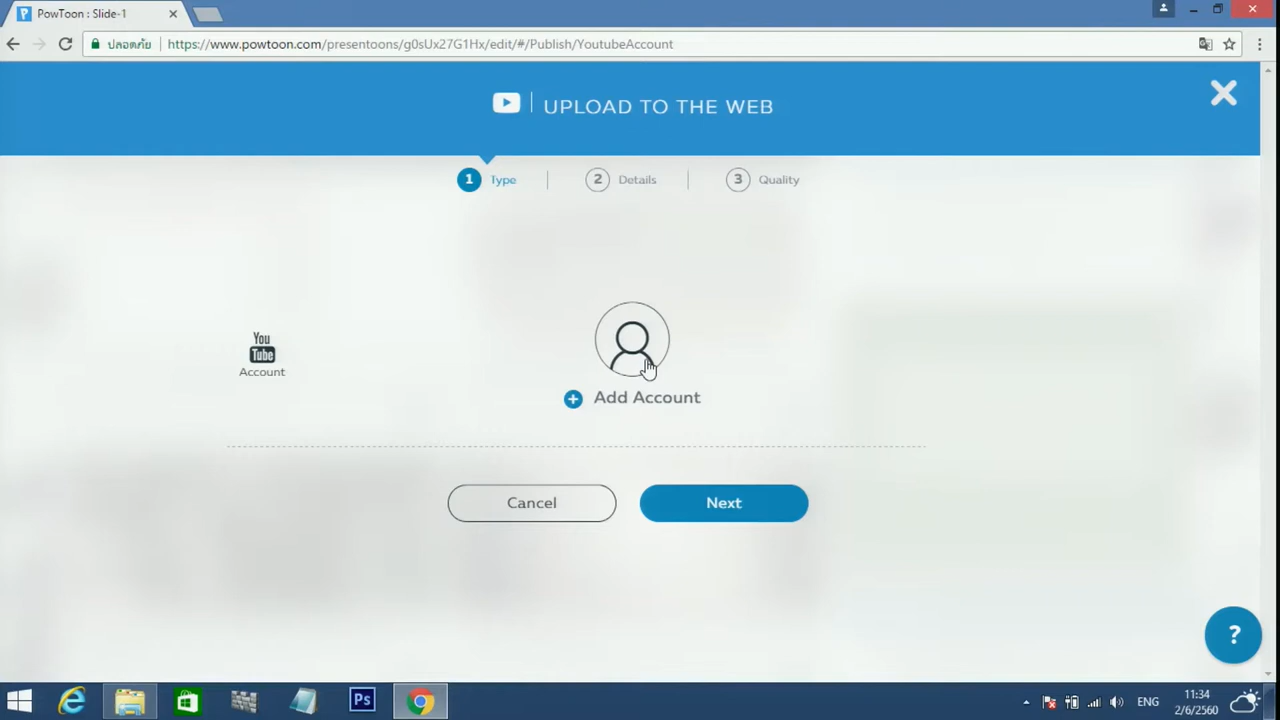 PowToon : Slide-1
ปลอดภัย
https://www.powtoon.com/presentoons/g0sUx27G1Hx/edit/#/Publish/YoutubeAccount
UPLOAD TO THE WEB
1 Type
2 Details
3 Quality
You
Tube
Account
Add Account
Cancel
Next
?
Ps
ENG
11:34
2/6/2560